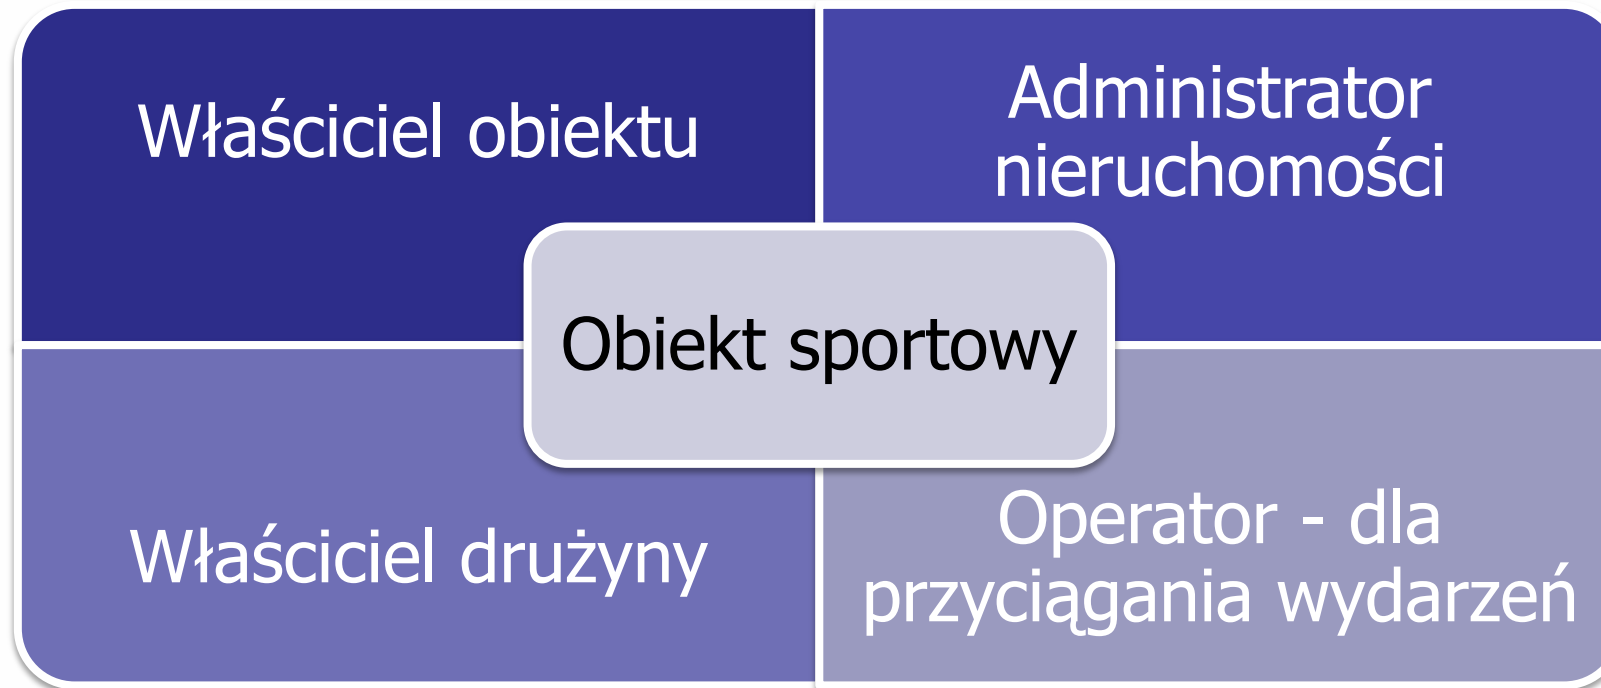 Właściciel obiektu
Administrator
nieruchomości
Obiekt sportowy
Właściciel drużyny
Operator - dla
przyciągania wydarzeń